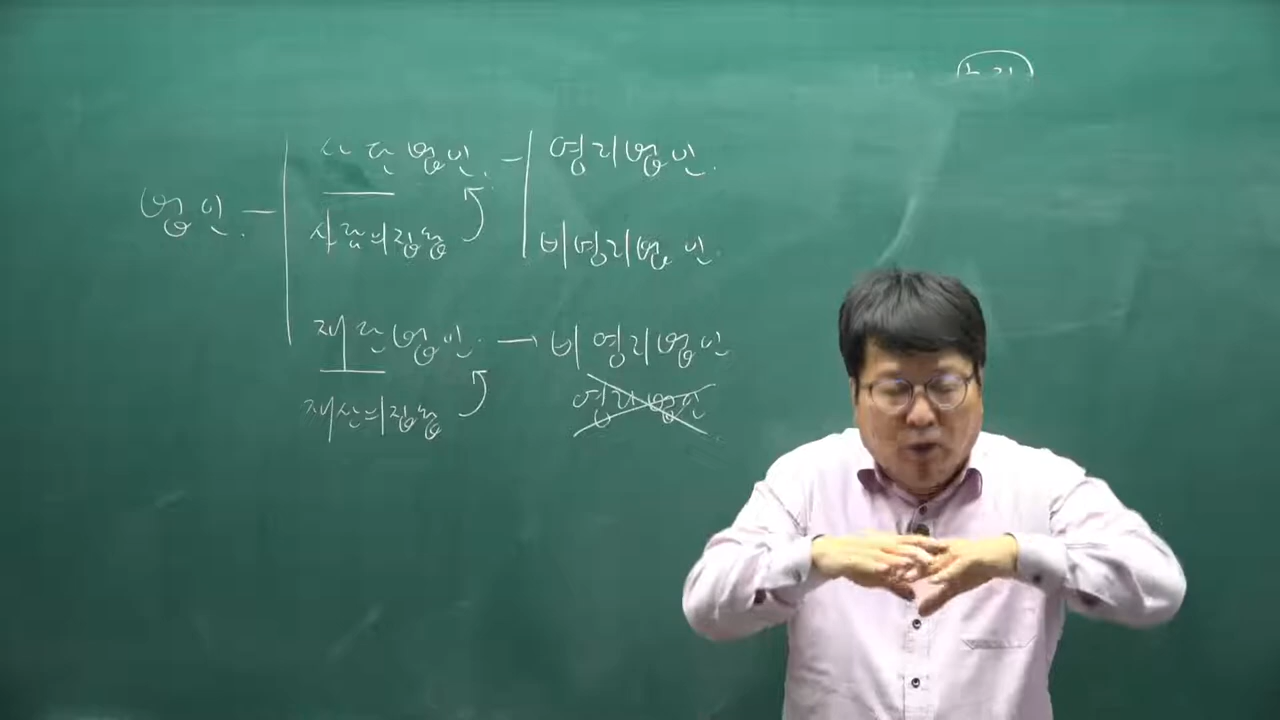 법인.
사단법인. - 영리법인.
사람의 집합
비영리법인.
재단법인. → 비영리법인
재산의 집합
영리법인